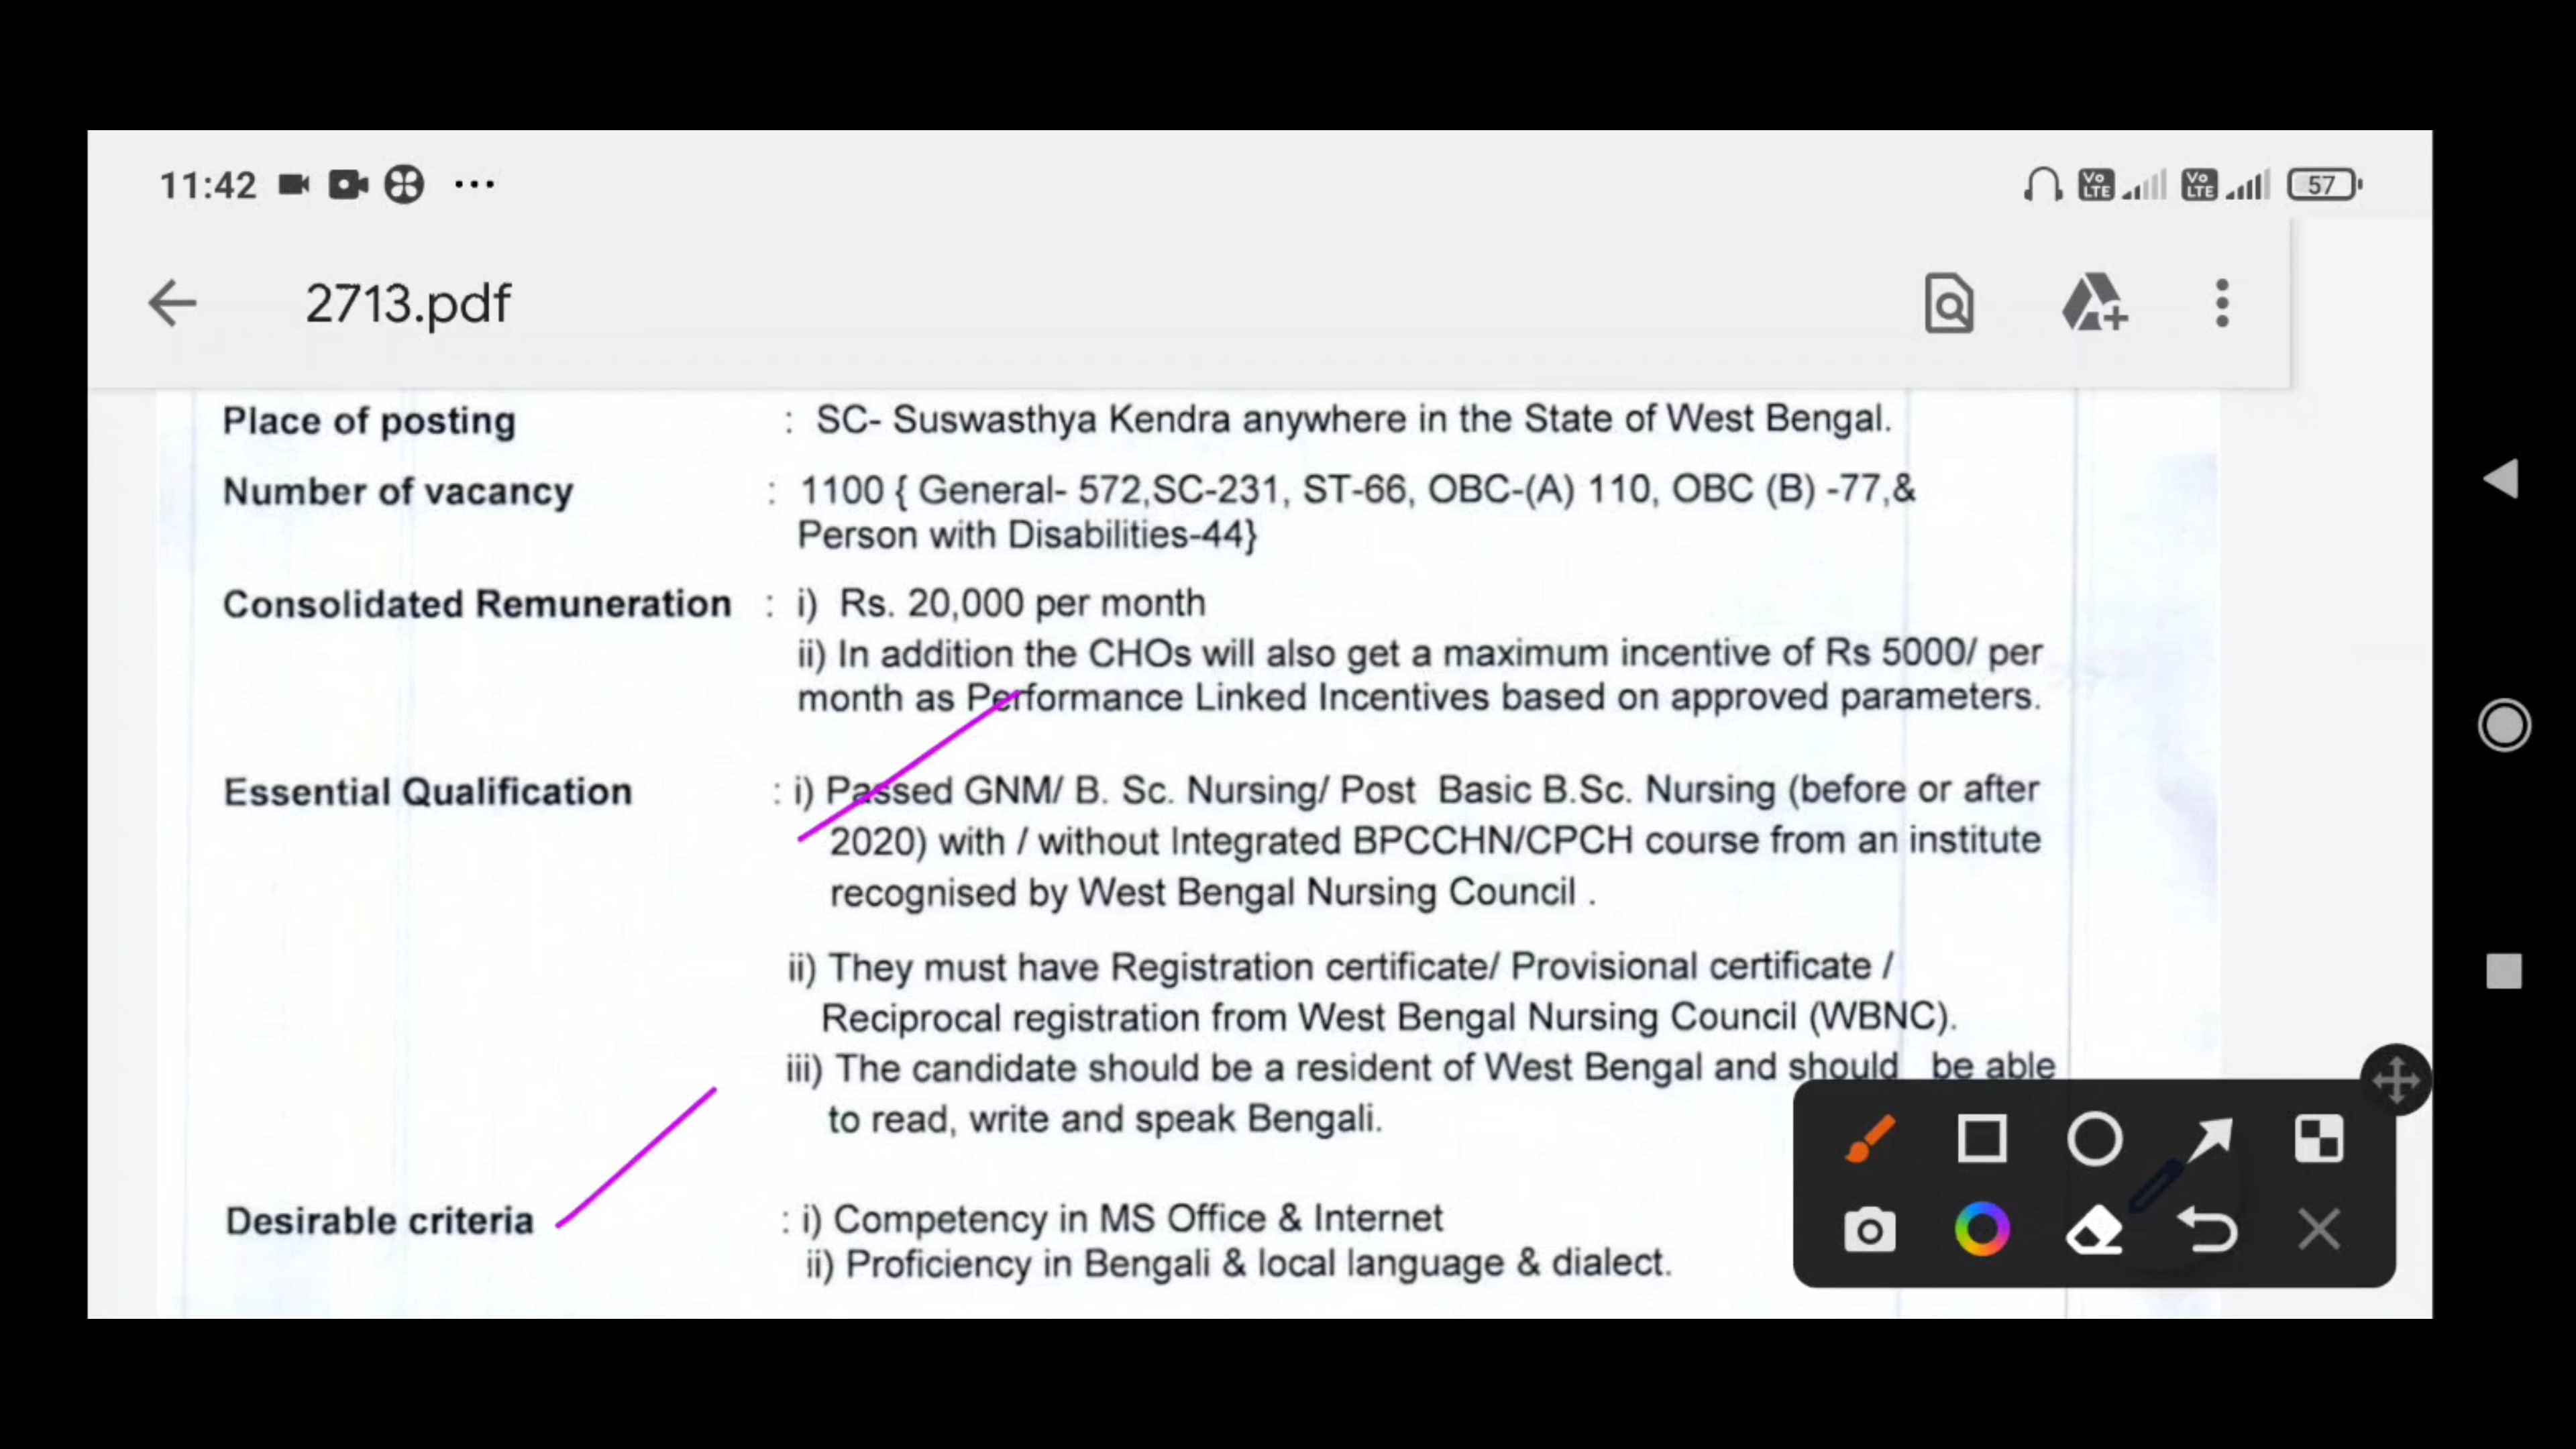 11:42
Vo LTE
Vo LTE
57
2713.pdf
Place of posting : SC- Suswasthya Kendra anywhere in the State of West Bengal.
Number of vacancy : 1100 { General- 572,SC-231, ST-66, OBC-(A) 110, OBC (B) -77,&
Person with Disabilities-44}
Consolidated Remuneration : i) Rs. 20,000 per month
ii) In addition the CHOs will also get a maximum incentive of Rs 5000/ per
month as Performance Linked Incentives based on approved parameters.
Essential Qualification : i) Passed GNM/ B. Sc. Nursing/ Post Basic B.Sc. Nursing (before or after
2020) with / without Integrated BPCCHN/CPCH course from an institute
recognised by West Bengal Nursing Council .
ii) They must have Registration certificate/ Provisional certificate /
Reciprocal registration from West Bengal Nursing Council (WBNC).
iii) The candidate should be a resident of West Bengal and should be able
to read, write and speak Bengali.
Desirable criteria : i) Competency in MS Office & Internet
ii) Proficiency in Bengali & local language & dialect.